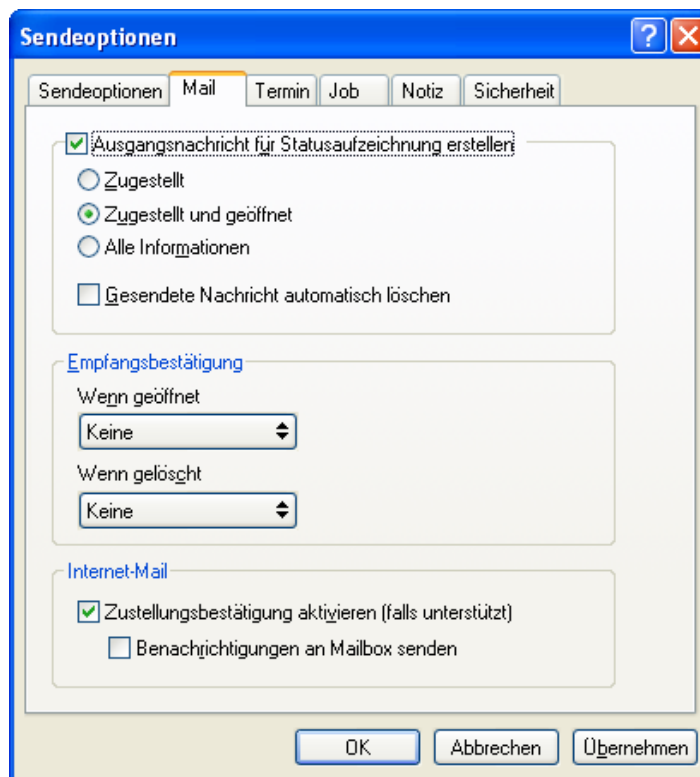 Sendeoptionen
Sendeoptionen Mail Termin Job Notiz Sicherheit
Ausgangsnachricht für Statusaufzeichnung erstellen
Zugestellt
Zugestellt und geöffnet
Alle Informationen
Gesendete Nachricht automatisch löschen
Empfangsbestätigung
Wenn geöffnet
Keine
Wenn gelöscht
Keine
Internet-Mail
Zustellungsbestätigung aktivieren (falls unterstützt)
Benachrichtigungen an Mailbox senden
OK Abbrechen Übernehmen